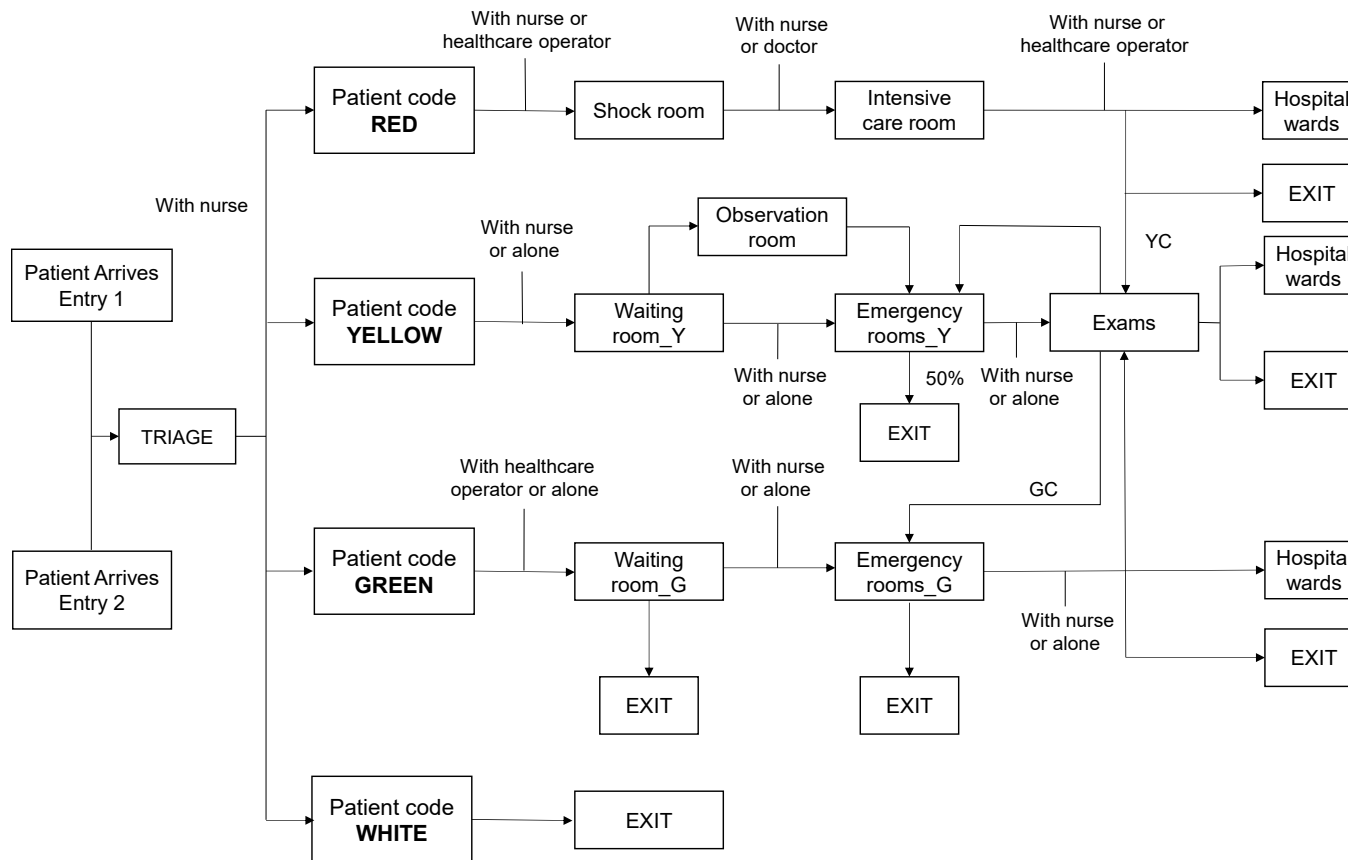 With nurse or
healthcare operator
With nurse
or doctor
With nurse or
healthcare operator
Patient code
RED
Shock room
Intensive
care room
Hospital
wards
EXIT
With nurse
With nurse
or alone
Observation
room
YC
Patient Arrives
Entry 1
Patient code
YELLOW
Waiting
room_Y
Emergency
rooms_Y
Exams
Hospital
wards
With nurse
or alone
50%
With nurse
or alone
EXIT
EXIT
TRIAGE
With healthcare
operator or alone
With nurse
or alone
GC
Patient Arrives
Entry 2
Patient code
GREEN
Waiting
room_G
Emergency
rooms_G
Hospital
wards
With nurse
or alone
EXIT
EXIT
EXIT
Patient code
WHITE
EXIT